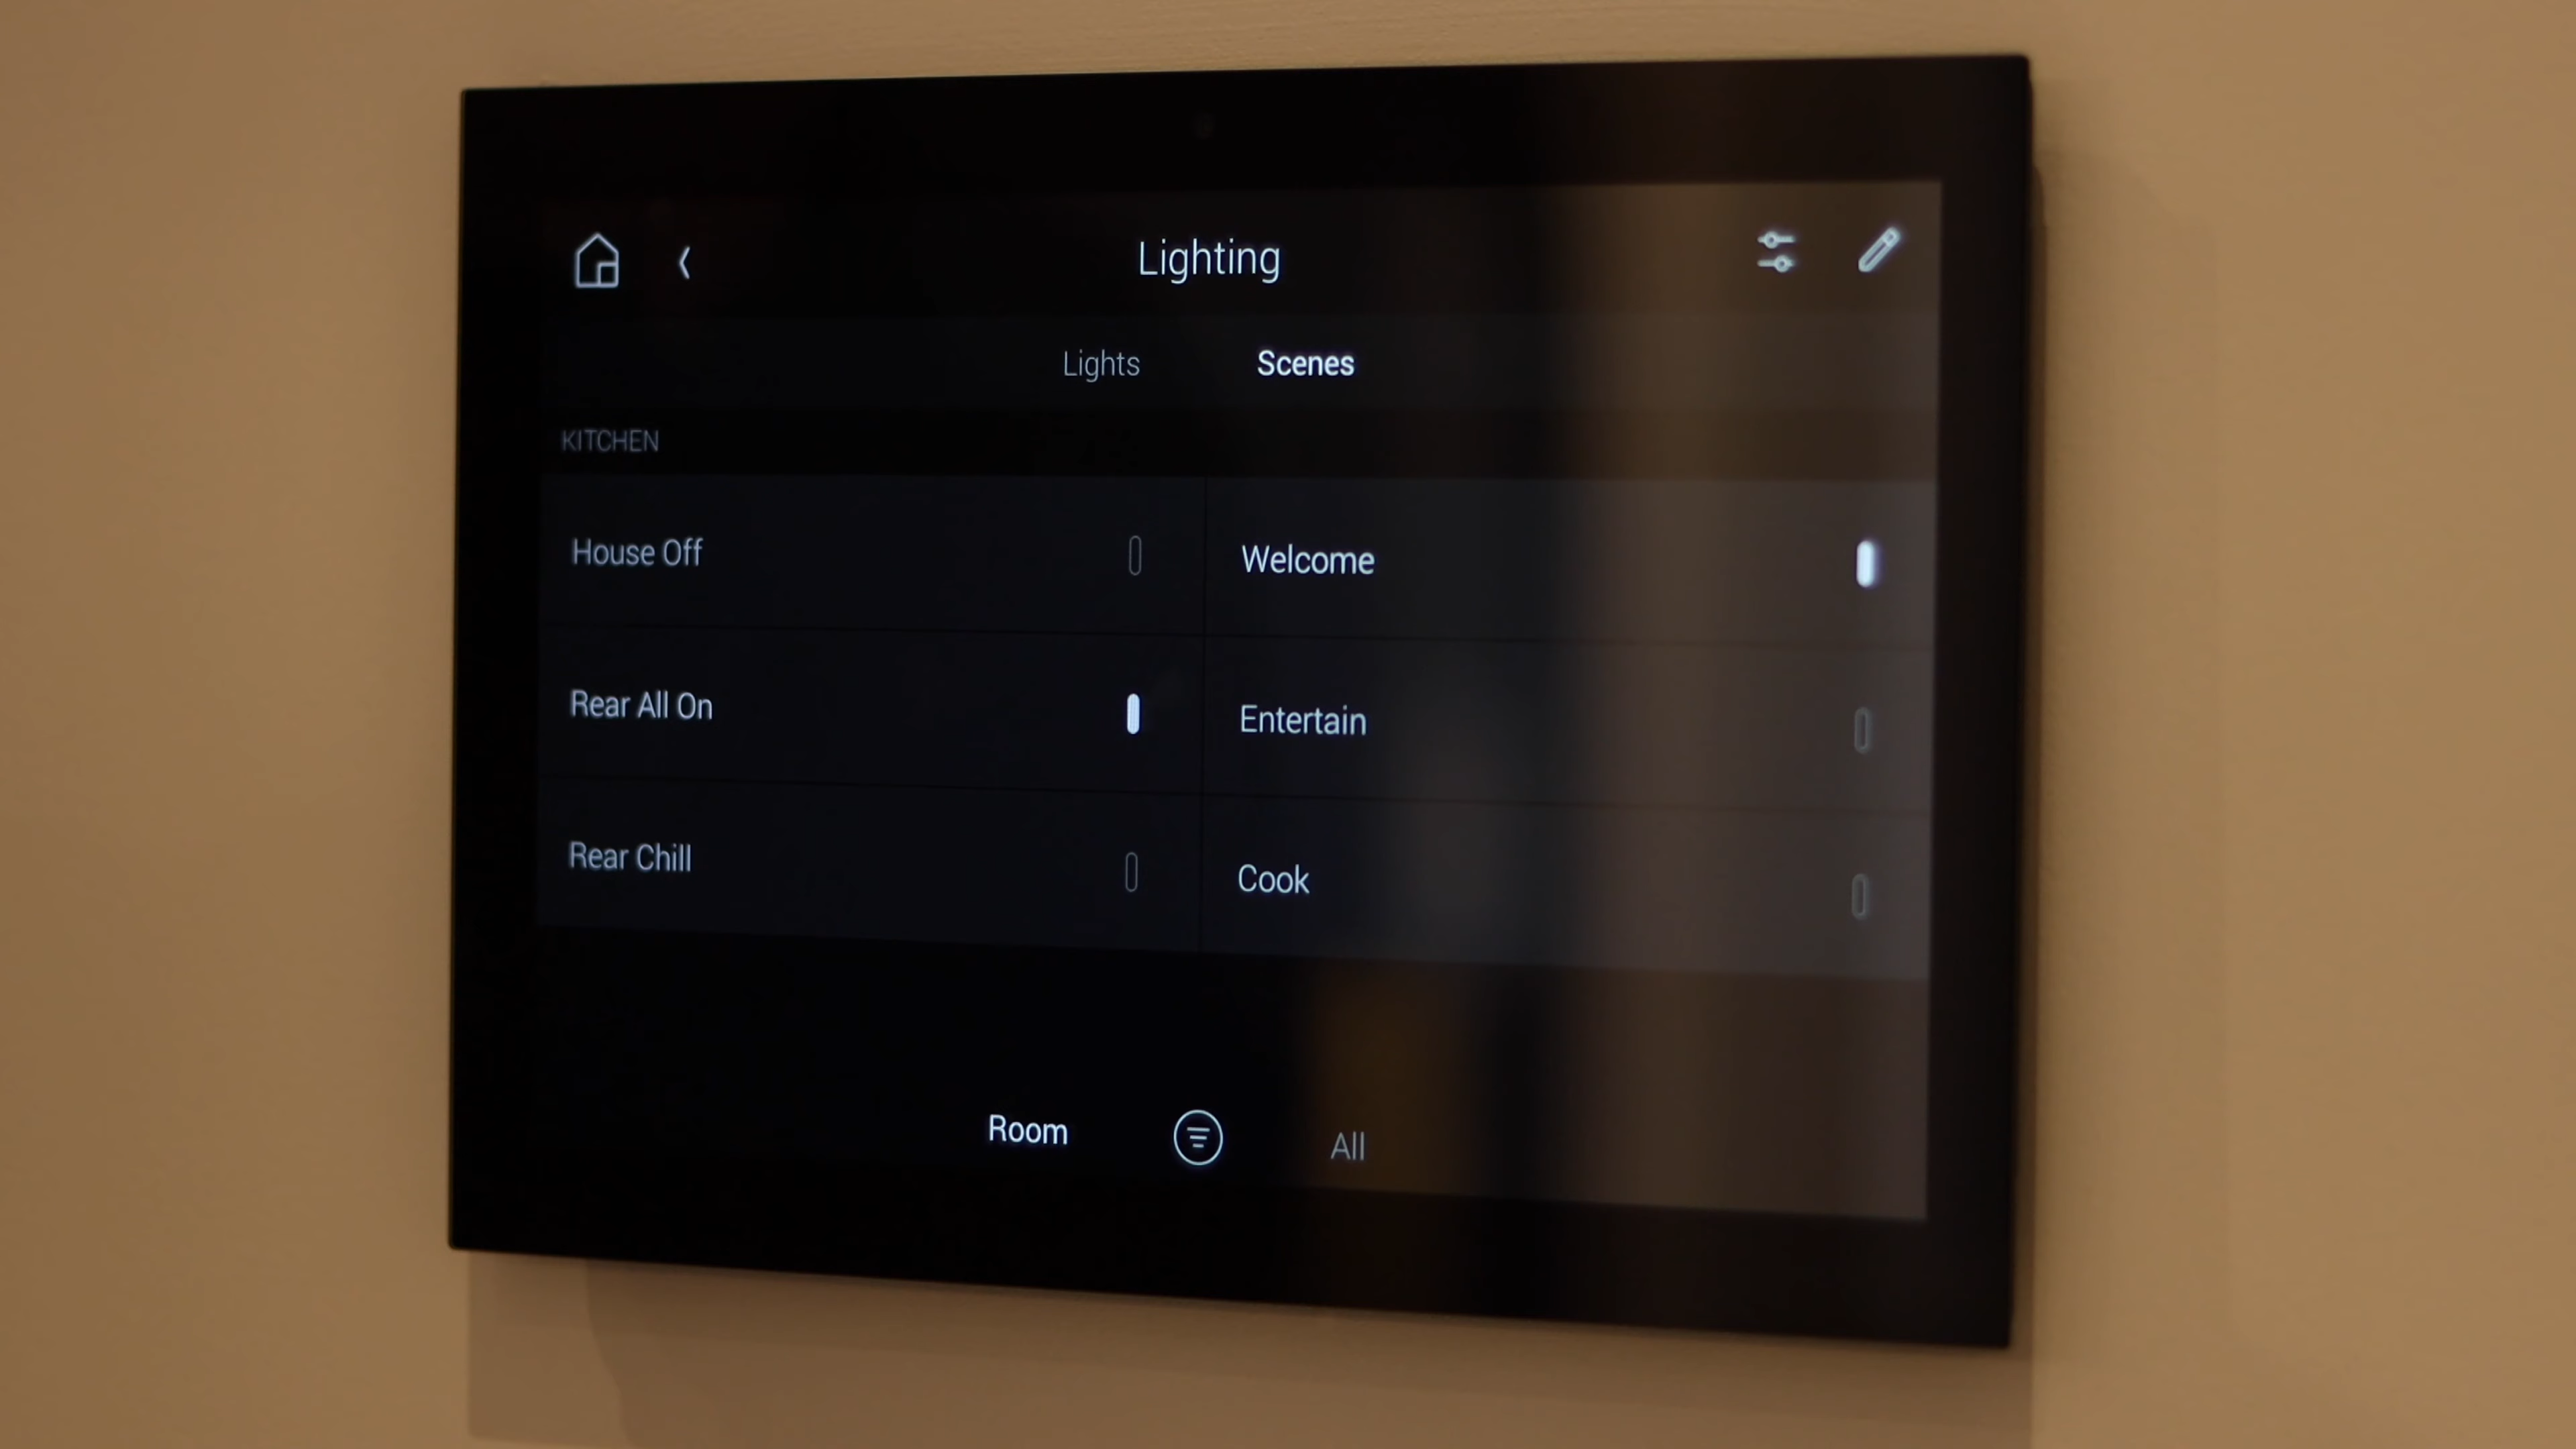 Lighting
Lights Scenes
KITCHEN
House Off Welcome
Rear All On Entertain
Rear Chill Cook
Room All